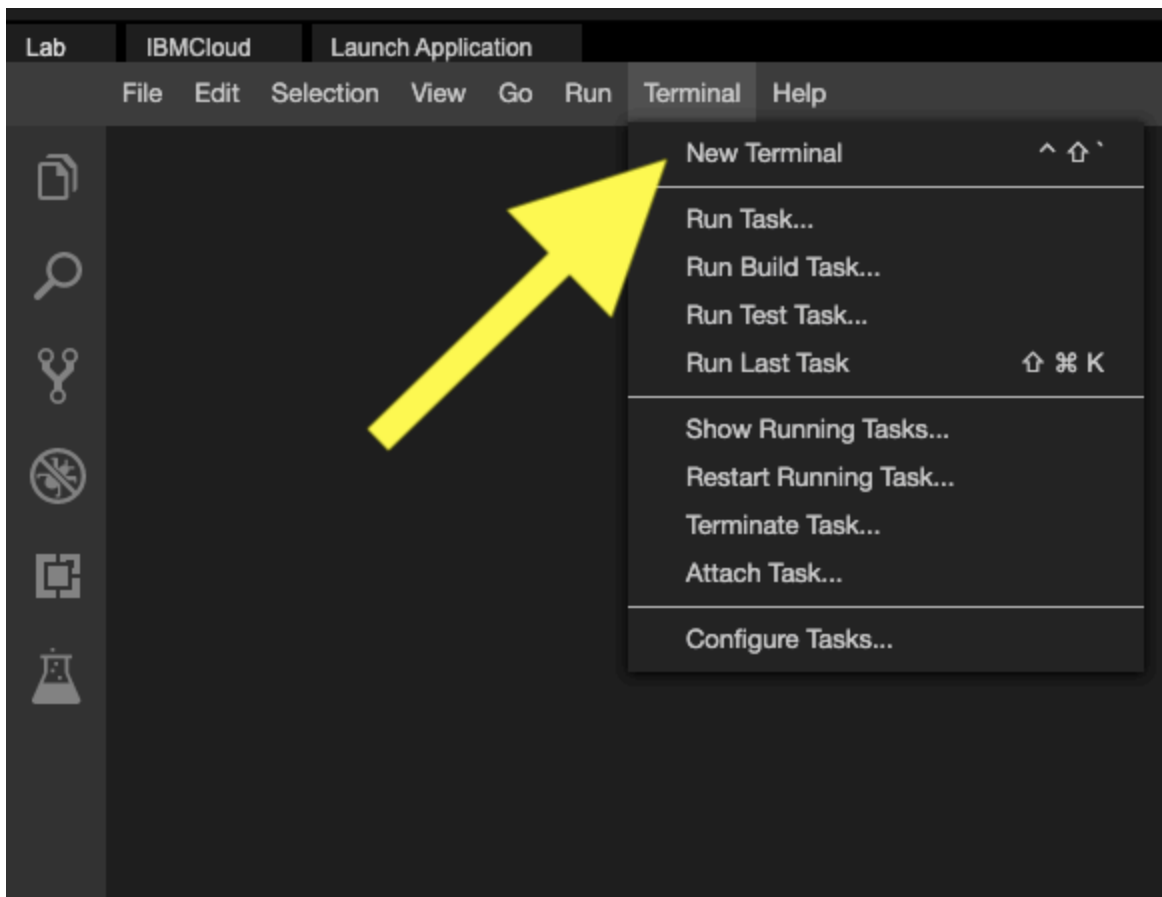 Lab IBMCloud Launch Application
File Edit Selection View Go Run Terminal Help
New Terminal ^ ⇧ `
Run Task...
Run Build Task...
Run Test Task...
Run Last Task ⇧ ⌘ K
Show Running Tasks...
Restart Running Task...
Terminate Task...
Attach Task...
Configure Tasks...